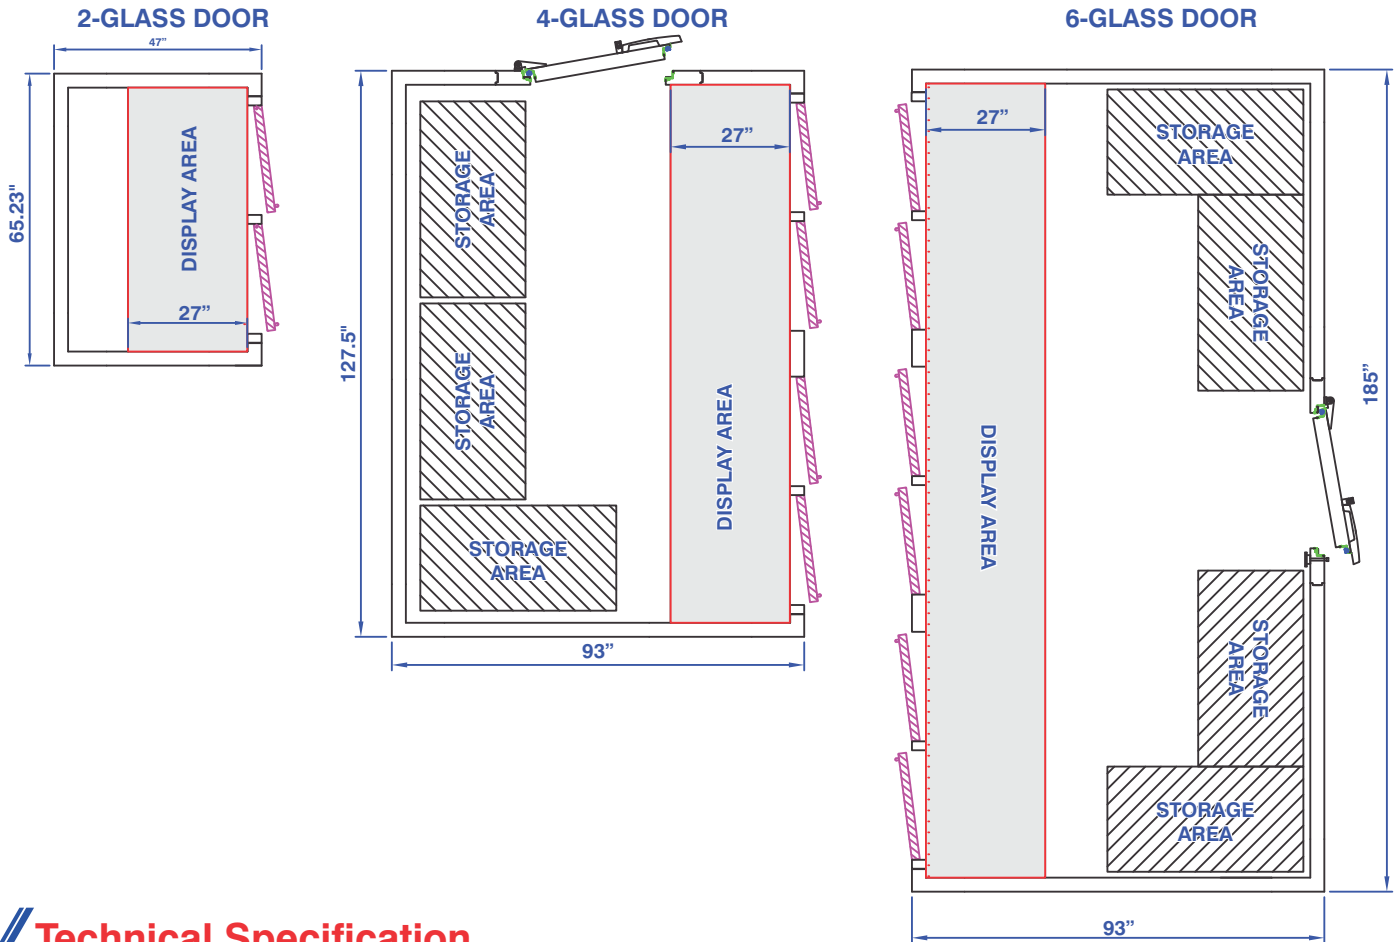 2-GLASS DOOR
47”
65.23"
DISPLAY AREA
27”
4-GLASS DOOR
127.5"
STORAGE
AREA
STORAGE
AREA
STORAGE
AREA
27”
DISPLAY AREA
93”
6-GLASS DOOR
27”
DISPLAY AREA
STORAGE
AREA
STORAGE
AREA
STORAGE
AREA
STORAGE
AREA
185”
93”
Technical Specification